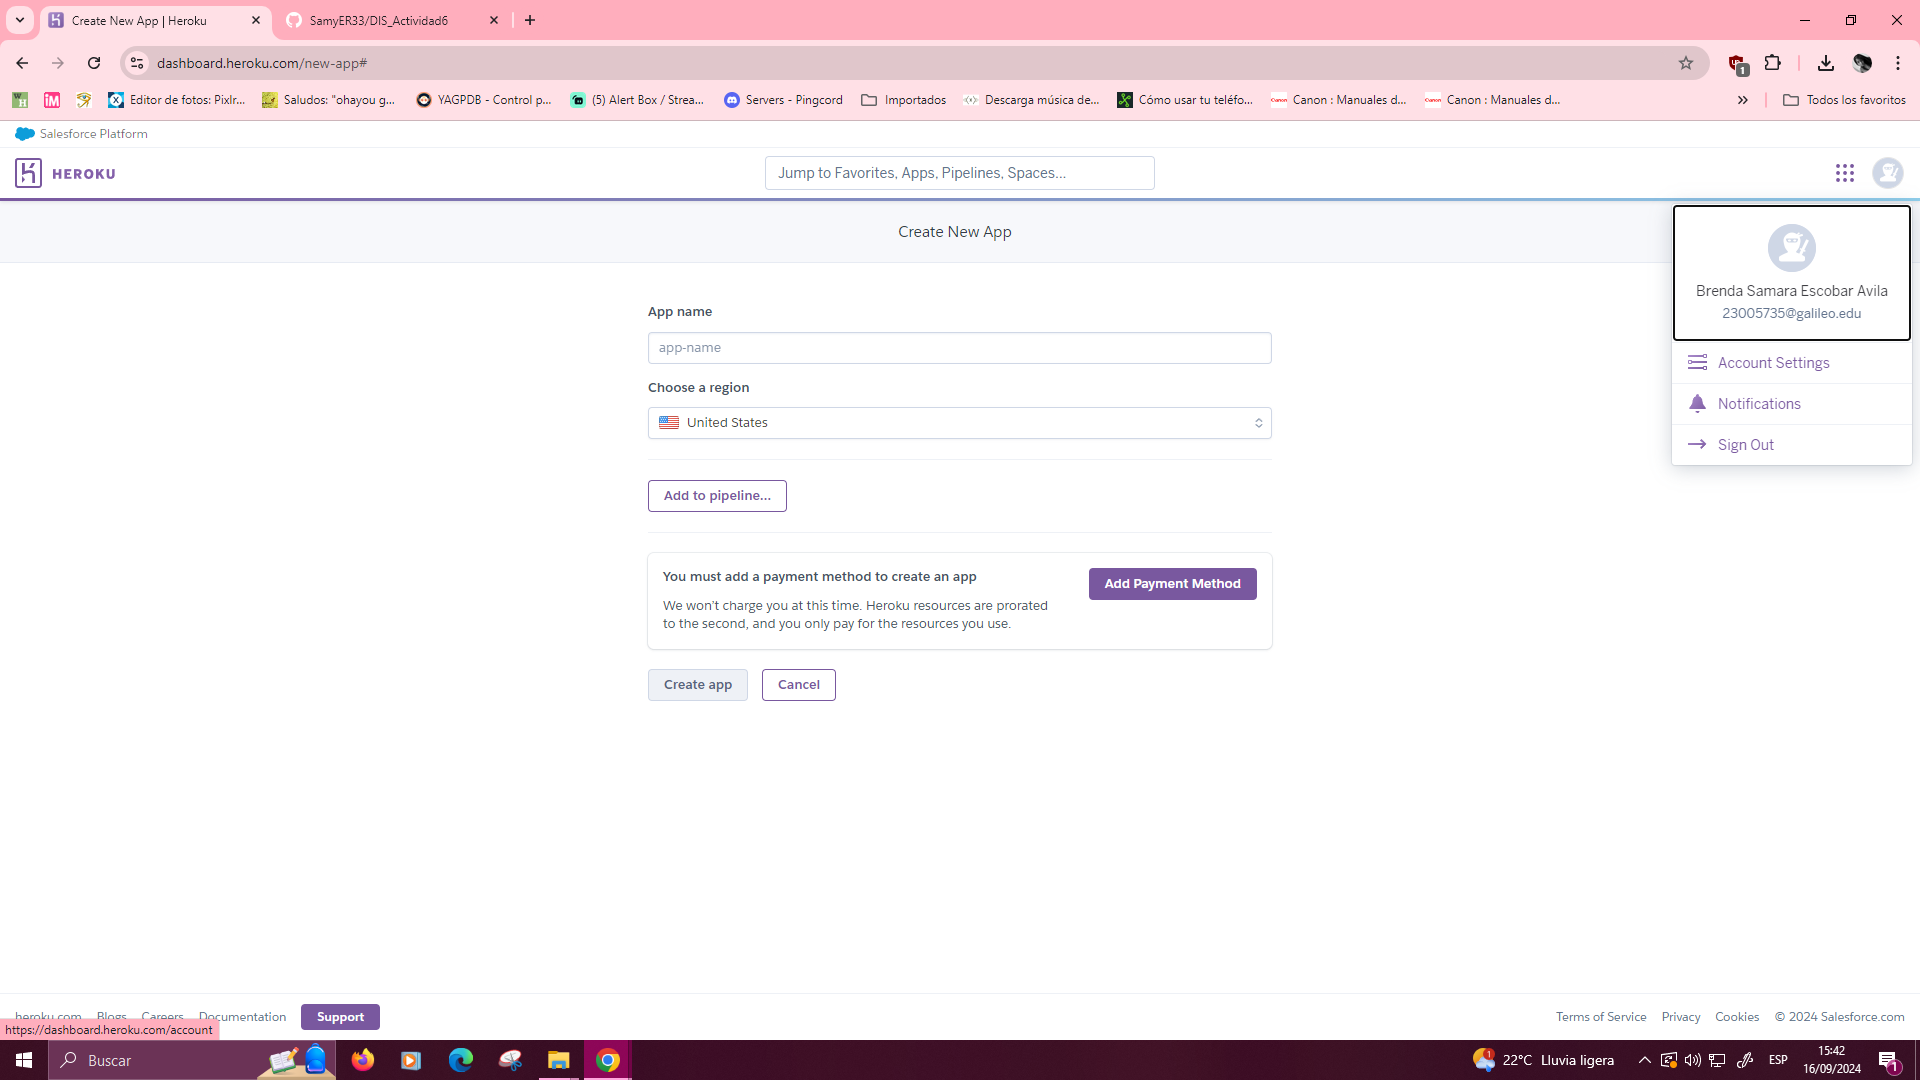 Create New App | Heroku
SamyER33/DIS_Actividad6
dashboard.heroku.com/new-app#
1
Editor de fotos: Pixlr...
Saludos: "ohayou g...
YAGPDB - Control p...
(5) Alert Box / Strea...
Servers - Pingcord
Importados
Descarga música de...
Cómo usar tu teléfo...
Canon : Manuales d...
Canon : Manuales d...
Todos los favoritos
Salesforce Platform
HEROKU
Jump to Favorites, Apps, Pipelines, Spaces...
Create New App
Brenda Samara Escobar Avila
23005735@galileo.edu
Account Settings
Notifications
Sign Out
App name
app-name
Choose a region
United States
Add to pipeline...
You must add a payment method to create an app
We won't charge you at this time. Heroku resources are prorated
to the second, and you only pay for the resources you use.
Add Payment Method
Create app
Cancel
heroku.com
Blogs
Careers
Documentation
Support
Terms of Service
Privacy
Cookies
© 2024 Salesforce.com
https://dashboard.heroku.com/account
Buscar
1
22°C
Lluvia ligera
ESP
15:42
16/09/2024
1